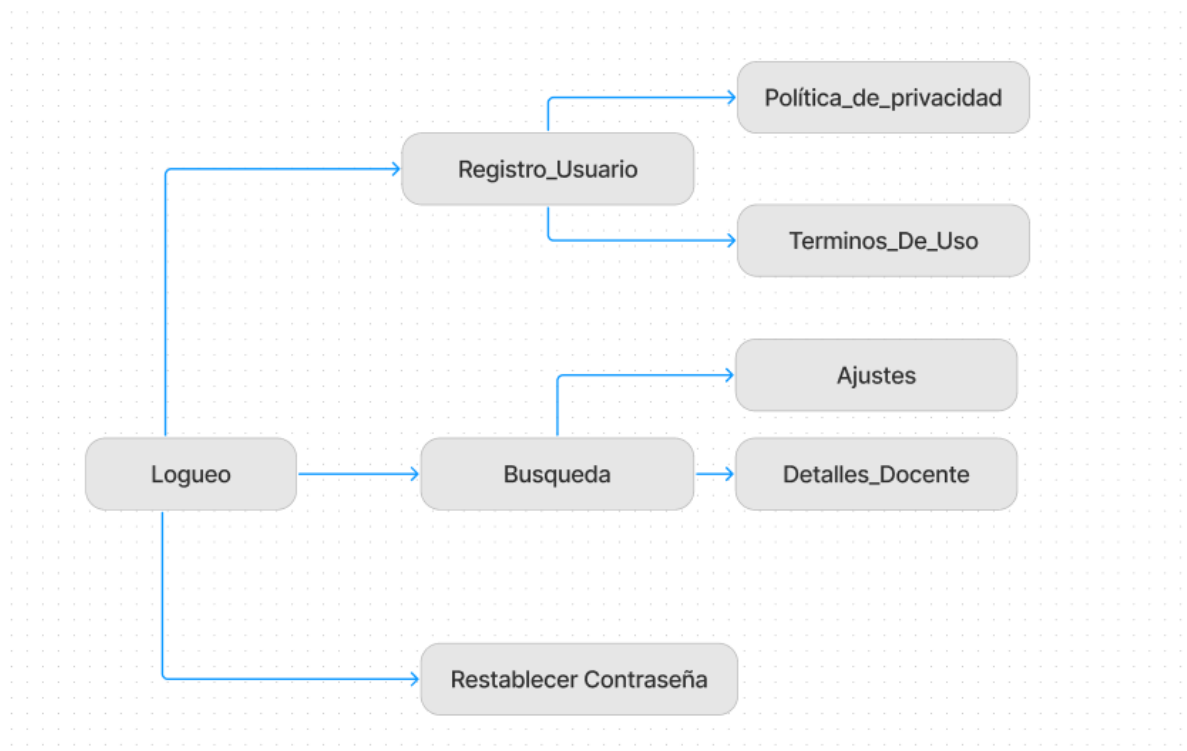 Política_de_privacidad
Registro_Usuario
Terminos_De_Uso
Ajustes
Logueo
Busqueda
Detalles_Docente
Restablecer Contraseña